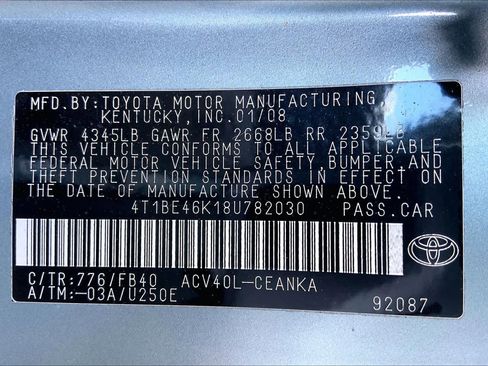 MFD.BY:TOYOTA MOTOR MANUFACTURING,
KENTUCKY,INC.01/08
GVWR 4345LB GAWR FR 2668LB RR 2359LB
THIS VEHICLE CONFORMS TO ALL APPLICABLE
FEDERAL MOTOR VEHICLE SAFETY,BUMPER,AND
THEFT PREVENTION STANDARDS IN EFFECT ON
THE DATE OF MANUFACTURE SHOWN ABOVE.
4T1BE46K18U782030 PASS.CAR
C/TR:776/FB40 ACV40L-CEANKA
A/TM:-03A/U250E
92087